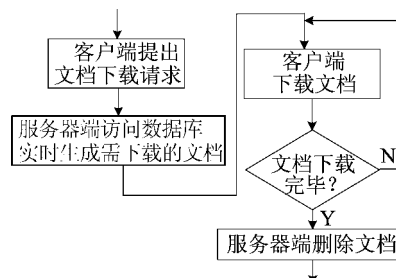 客户端提出
文档下载请求
服务器端访问数据库
实时生成需下载的文档
客户端
下载文档
文档下载
完毕?
N
Y
服务器端删除文档